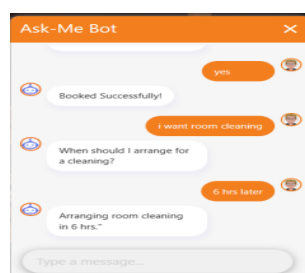 Ask-Me Bot
yes
Booked Successfully!
i want room cleaning
When should I arrange for
a cleaning?
6 hrs later
Arranging room cleaning
in 6 hrs."
Type a message...